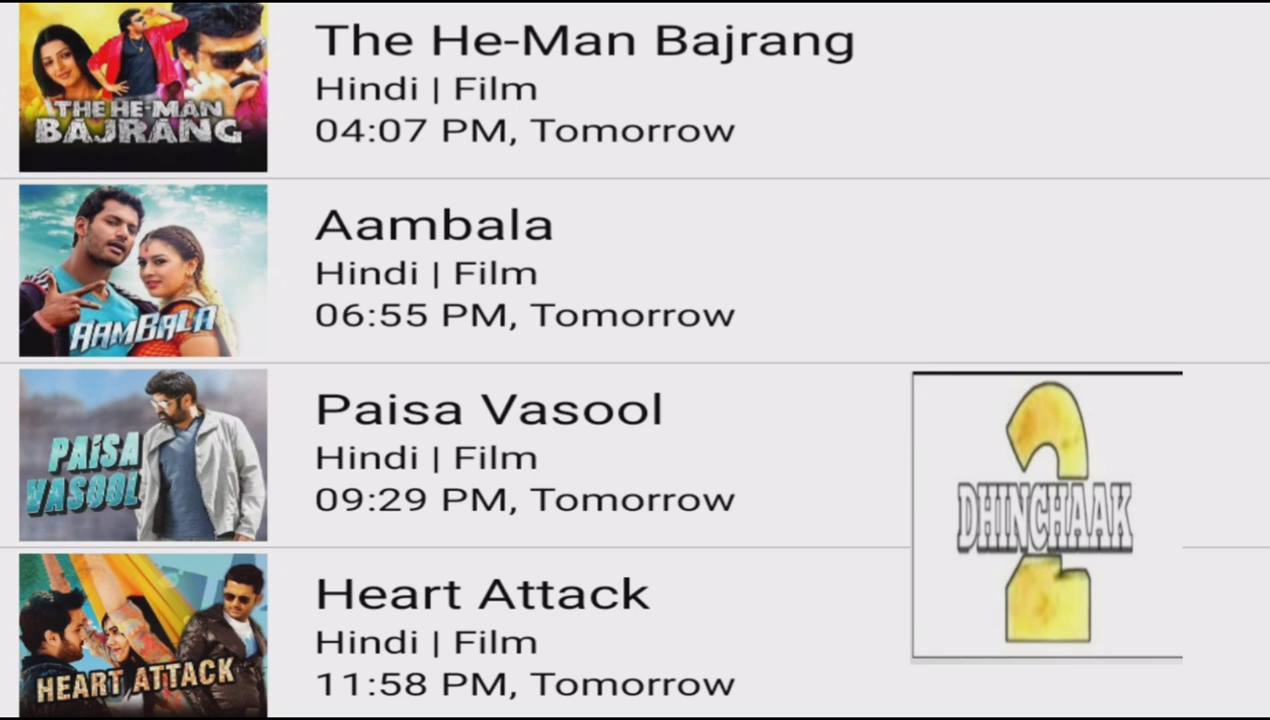 THE HE-MAN
BAJRANG
The He-Man Bajrang
Hindi | Film
04:07 PM, Tomorrow
AAMBALA
Aambala
Hindi | Film
06:55 PM, Tomorrow
PAISA
VASOOL
Paisa Vasool
Hindi | Film
09:29 PM, Tomorrow
2
DHINCHAAK
HEART ATTACK
Heart Attack
Hindi | Film
11:58 PM, Tomorrow